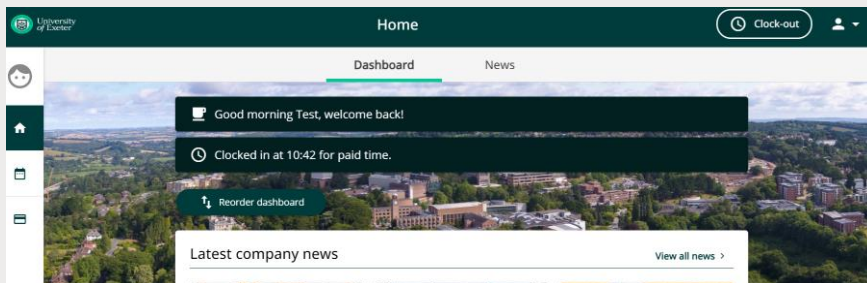 University
of Exeter
Home
Clock-out
Dashboard
News
Good morning Test, welcome back!
Clocked in at 10:42 for paid time.
Reorder dashboard
Latest company news
View all news